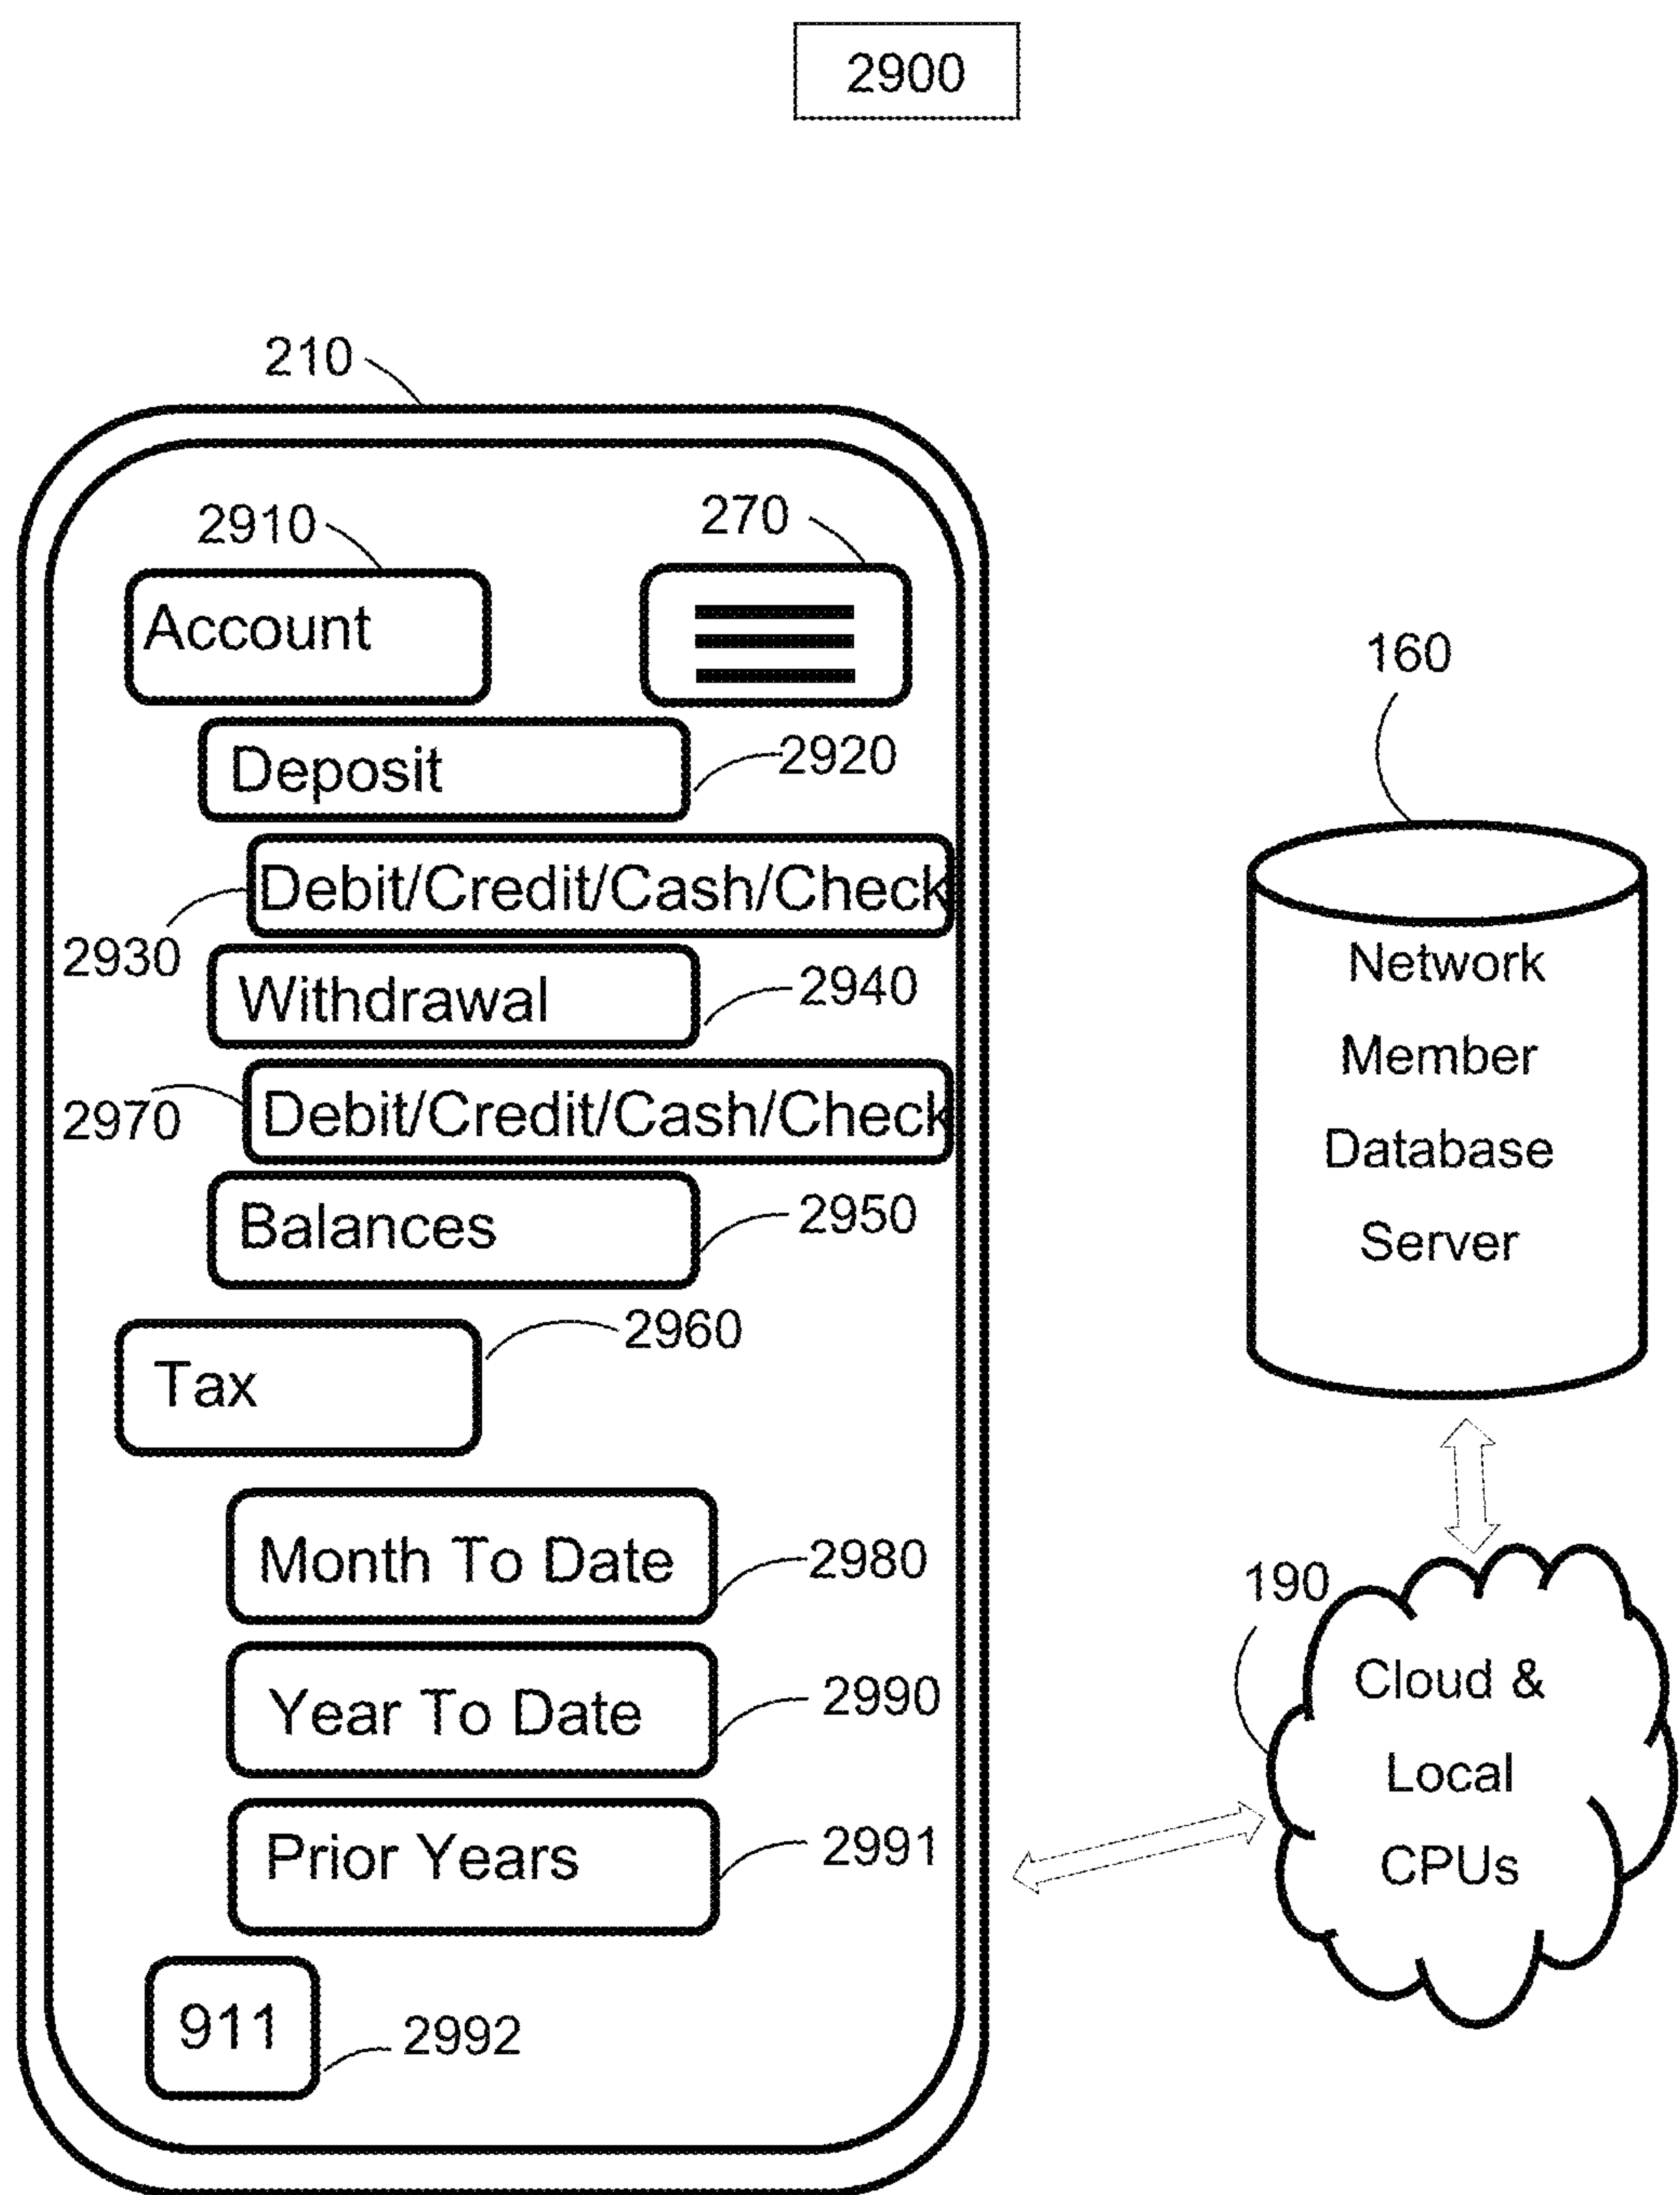 2900
210
2910
270
Account
Deposit
2920
Debit/Credit/Cash/Check
2930
Withdrawal
2940
Debit/Credit/Cash/Check
2970
Balances
2950
2960
Tax
Month To Date
2980
Year To Date
2990
Prior Years
2991
911
2992
160
Network
Member
Database
Server
190
Cloud &
Local
CPUs